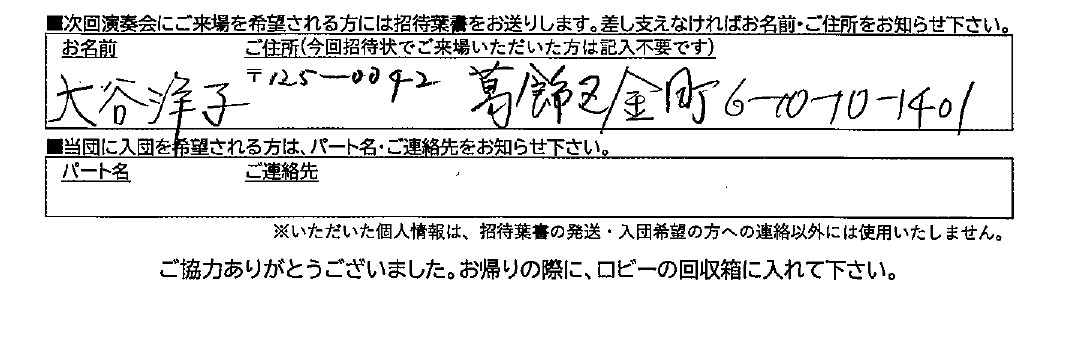 ■次回演奏会にご来場を希望される方には招待葉書をお送りします。差し支えなければお名前・ご住所をお知らせ下さい。
お名前 ご住所(今回招待状でご来場いただいた方は記入不要です)
大谷洋子 〒125-0042 葛飾区金町6-10-10-1401
■当団に入団を希望される方は、パート名・ご連絡先をお知らせ下さい。
パート名 ご連絡先
※いただいた個人情報は、招待葉書の発送・入団希望の方への連絡以外には使用いたしません。
ご協力ありがとうございました。お帰りの際に、ロビーの回収箱に入れて下さい。